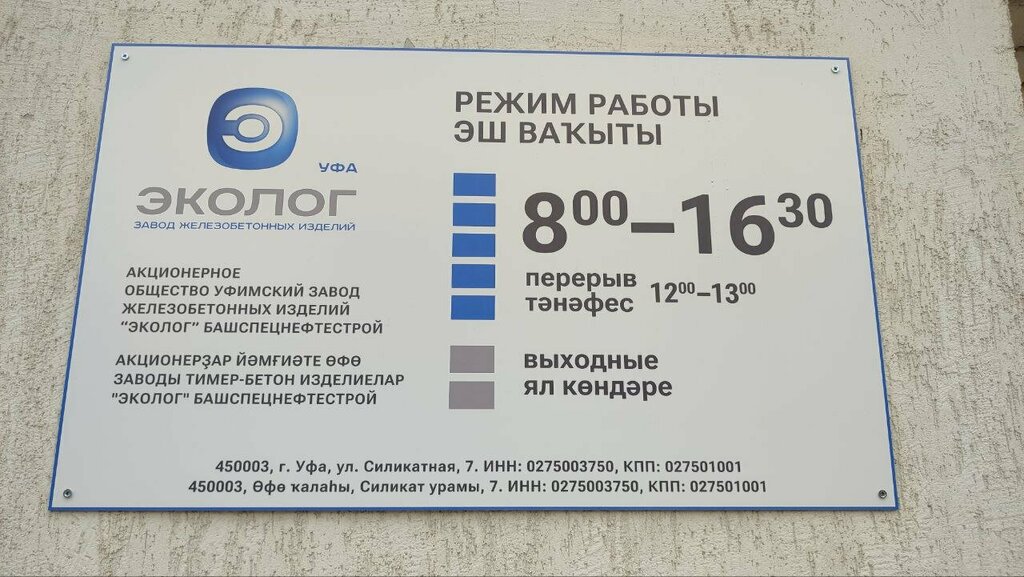 УФА
ЭКОЛОГ
ЗАВОД ЖЕЛЕЗОБЕТОННЫХ ИЗДЕЛИЙ
АКЦИОНЕРНОЕ
ОБЩЕСТВО УФИМСКИЙ ЗАВОД
ЖЕЛЕЗОБЕТОННЫХ ИЗДЕЛИЙ
“ЭКОЛОГ” БАШСПЕЦНЕФТЕСТРОЙ
АКЦИОНЕРҘАР ЙӘМҒИӘТЕ ӨФӨ
ЗАВОДЫ ТИМЕР-БЕТОН ИЗДЕЛИЕЛАР
"ЭКОЛОГ" БАШСПЕЦНЕФТЕСТРОЙ
РЕЖИМ РАБОТЫ
ЭШ ВАҠЫТЫ
8⁰⁰–16³⁰
перерыв
тәнәфес 12⁰⁰–13⁰⁰
выходные
ял көндәре
450003, г. Уфа, ул. Силикатная, 7. ИНН: 0275003750, КПП: 027501001
450003, Өфө ҡалаһы, Силикат урамы, 7. ИНН: 0275003750, КПП: 027501001